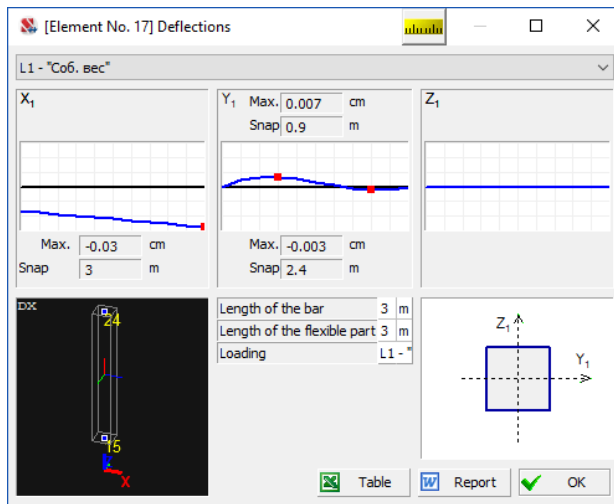 [Element No. 17] Deflections
L1 - "Соб. вес"
X1
Max. -0.03 cm
Snap 3 m
Y1 Max. 0.007 cm
Snap 0.9 m
Max. -0.003 cm
Snap 2.4 m
Z1
DX
24
15
X
Length of the bar 3 m
Length of the flexible part 3 m
Loading L1 - "
Z1
Y1
Table
Report
OK